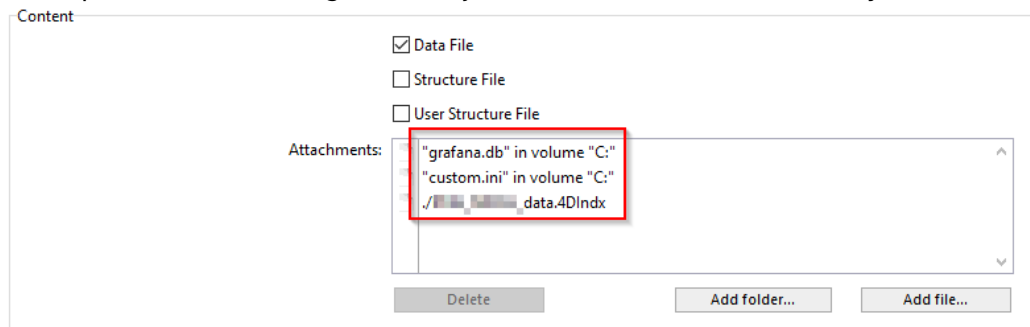 Content
Data File
Structure File
User Structure File
Attachments:
"grafana.db" in volume "C:"
"custom.ini" in volume "C:"
./ _data.4DIndx
Delete Add folder... Add file...